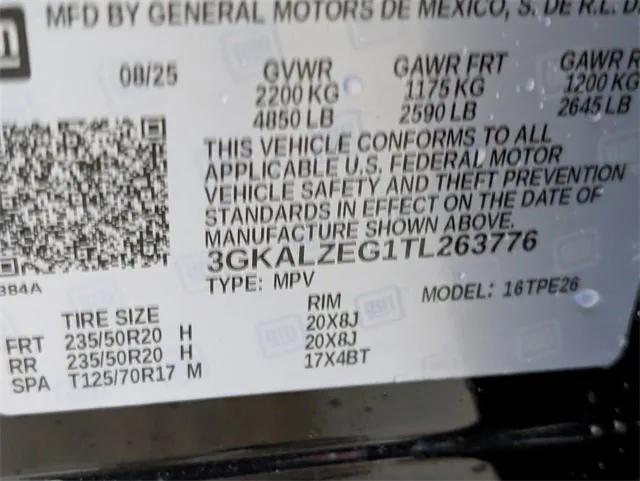 MFD BY GENERAL MOTORS DE MEXICO, S. DE R.L. D
08/25 GVWR GAWR FRT GAWR R
2200 KG 1175 KG 1200 KG
4850 LB 2590 LB 2645 LB
THIS VEHICLE CONFORMS TO ALL
APPLICABLE U.S. FEDERAL MOTOR
VEHICLE SAFETY AND THEFT PREVENTION
STANDARDS IN EFFECT ON THE DATE OF
MANUFACTURE SHOWN ABOVE.
3GKALZEG1TL263776
384A
TYPE: MPV MODEL: 16TPE26
TIRE SIZE RIM
FRT 235/50R20 H 20X8J
RR 235/50R20 H 20X8J
SPA T125/70R17 M 17X4BT